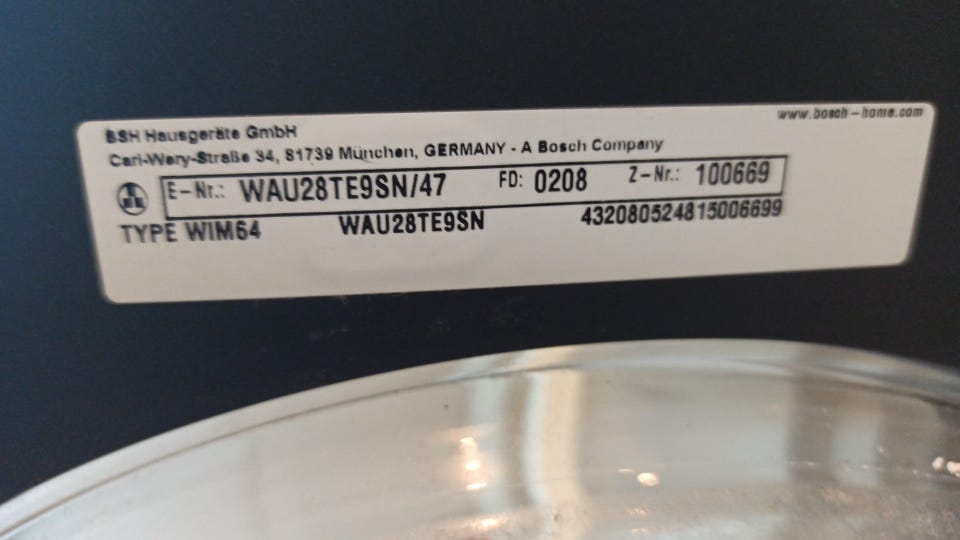 www.bosch-home.com
BSH Hausgeräte GmbH
Carl-Wery-Straße 34, 81739 München, GERMANY - A Bosch Company
E-Nr.: WAU28TE9SN/47 FD: 0208 Z-Nr.: 100669
TYPE WIM64 WAU28TE9SN 432080524815006699